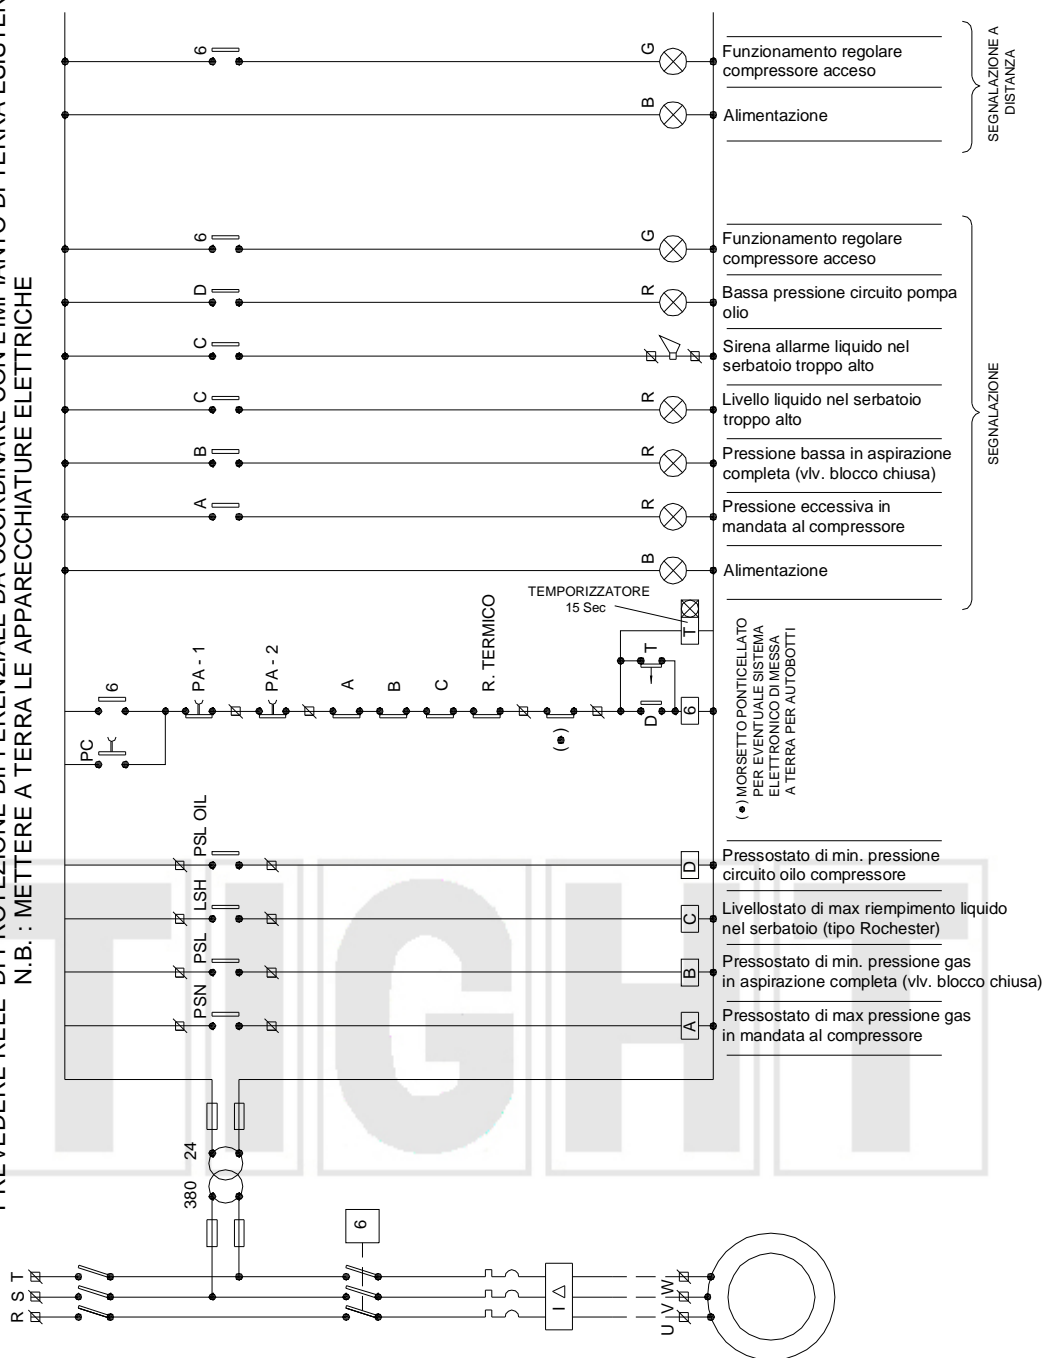 PREVEDERE RELE' DI PROTEZIONE DIFFERENZIALE DA COORDINARE CON L'IMPIANTO DI TERRA
N.B. : METTERE A TERRA LE APPARECCHIATURE ELETTRICHE
6
G
Funzionamento regolare
compressore acceso
B
Alimentazione
SEGNALAZIONE A
DISTANZA
6
G
Funzionamento regolare
compressore acceso
D
R
Bassa pressione circuito pompa
olio
C
Sirena allarme liquido nel
serbatoio troppo alto
C
R
Livello liquido nel serbatoio
troppo alto
B
R
Pressione bassa in aspirazione
completa (vlv. blocco chiusa)
A
R
Pressione eccessiva in
mandata al compressore
B
Alimentazione
SEGNALAZIONE
TEMPORIZZATORE
15 Sec
T
T
6
PC
PA - 1
PA - 2
A
B
C
R. TERMICO
(•)
D
6
(•) MORSETTO PONTICELLATO
PER EVENTUALE SISTEMA
ELETTRONICO DI MESSA
A TERRA PER AUTOBOTTI
PSL OIL
D
Pressostato di min. pressione
circuito oilo compressore
LSH
C
Livellostato di max riempimento liquido
nel serbatoio (tipo Rochester)
PSL
B
Pressostato di min. pressione gas
in aspirazione completa (vlv. blocco chiusa)
PSN
A
Pressostato di max pressione gas
in mandata al compressore
TIGHT
380
24
6
R S T
I Δ
U V W